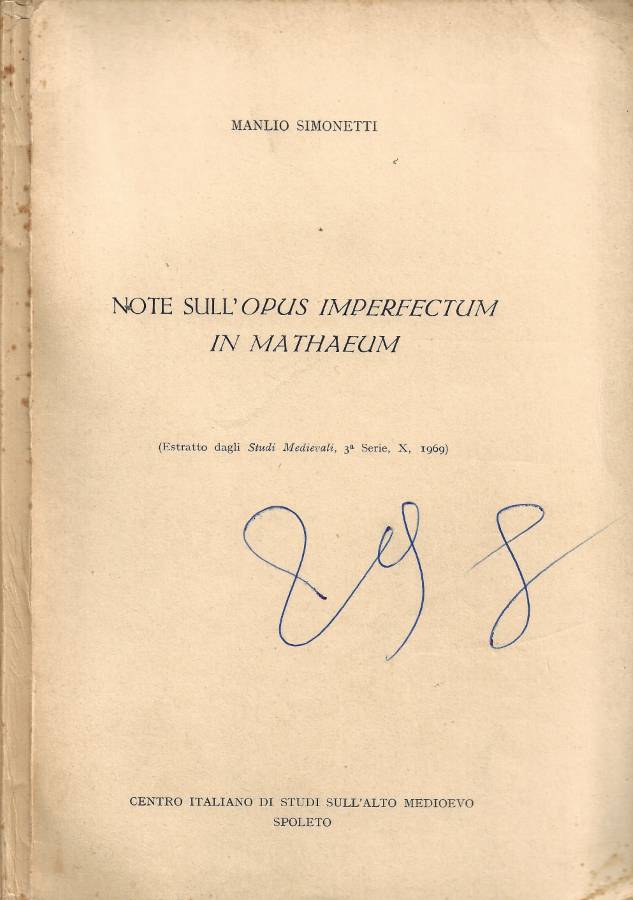 MANLIO SIMONETTI
NOTE SULL'OPUS IMPERFECTUM
IN MATHAEUM
(Estratto dagli Studi Medievali, 3ª Serie, X, 1969)
CENTRO ITALIANO DI STUDI SULL'ALTO MEDIOEVO
SPOLETO